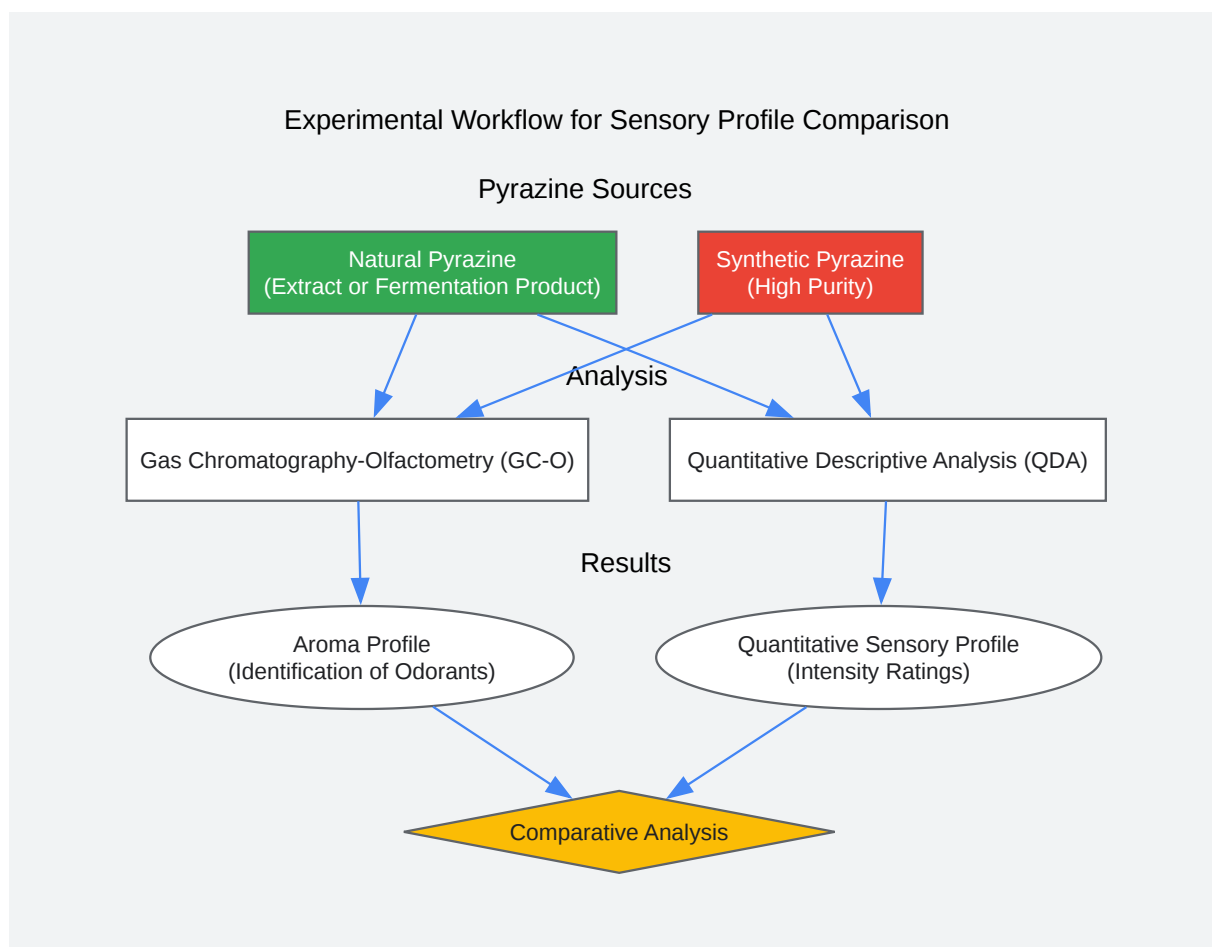 Experimental Workflow for Sensory Profile Comparison
Pyrazine Sources
Natural Pyrazine
(Extract or Fermentation Product)
Synthetic Pyrazine
(High Purity)
Analysis
Gas Chromatography-Olfactometry (GC-O)
Quantitative Descriptive Analysis (QDA)
Results
Aroma Profile
(Identification of Odorants)
Quantitative Sensory Profile
(Intensity Ratings)
Comparative Analysis